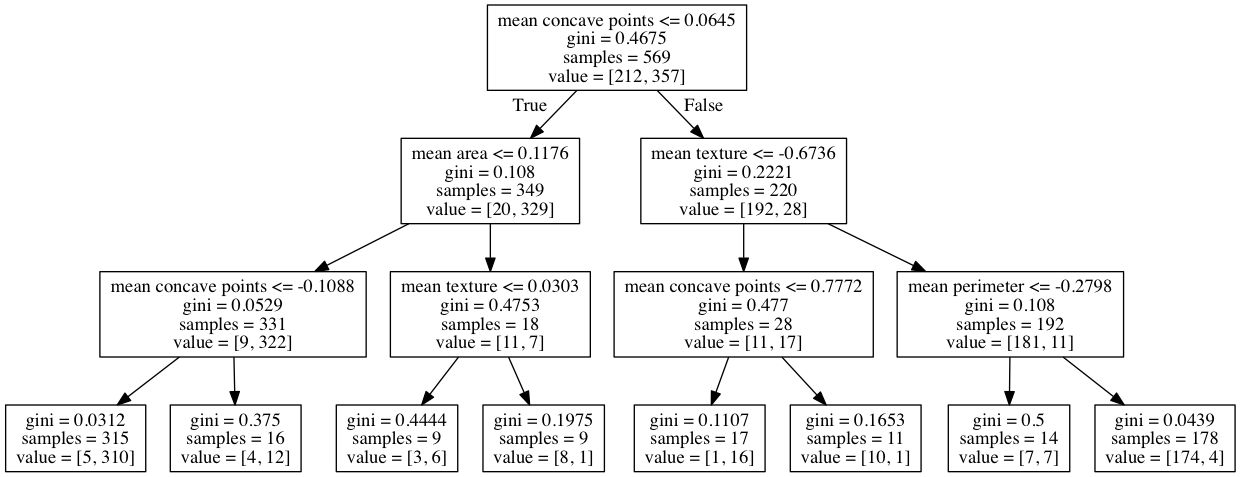 mean concave points <= 0.0645
gini = 0.4675
samples = 569
value = [212, 357]
True
False
mean area <= 0.1176
gini = 0.108
samples = 349
value = [20, 329]
mean texture <= -0.6736
gini = 0.2221
samples = 220
value = [192, 28]
mean concave points <= -0.1088
gini = 0.0529
samples = 331
value = [9, 322]
mean texture <= 0.0303
gini = 0.4753
samples = 18
value = [11, 7]
mean concave points <= 0.7772
gini = 0.477
samples = 28
value = [11, 17]
mean perimeter <= -0.2798
gini = 0.108
samples = 192
value = [181, 11]
gini = 0.0312
samples = 315
value = [5, 310]
gini = 0.375
samples = 16
value = [4, 12]
gini = 0.4444
samples = 9
value = [3, 6]
gini = 0.1975
samples = 9
value = [8, 1]
gini = 0.1107
samples = 17
value = [1, 16]
gini = 0.1653
samples = 11
value = [10, 1]
gini = 0.5
samples = 14
value = [7, 7]
gini = 0.0439
samples = 178
value = [174, 4]